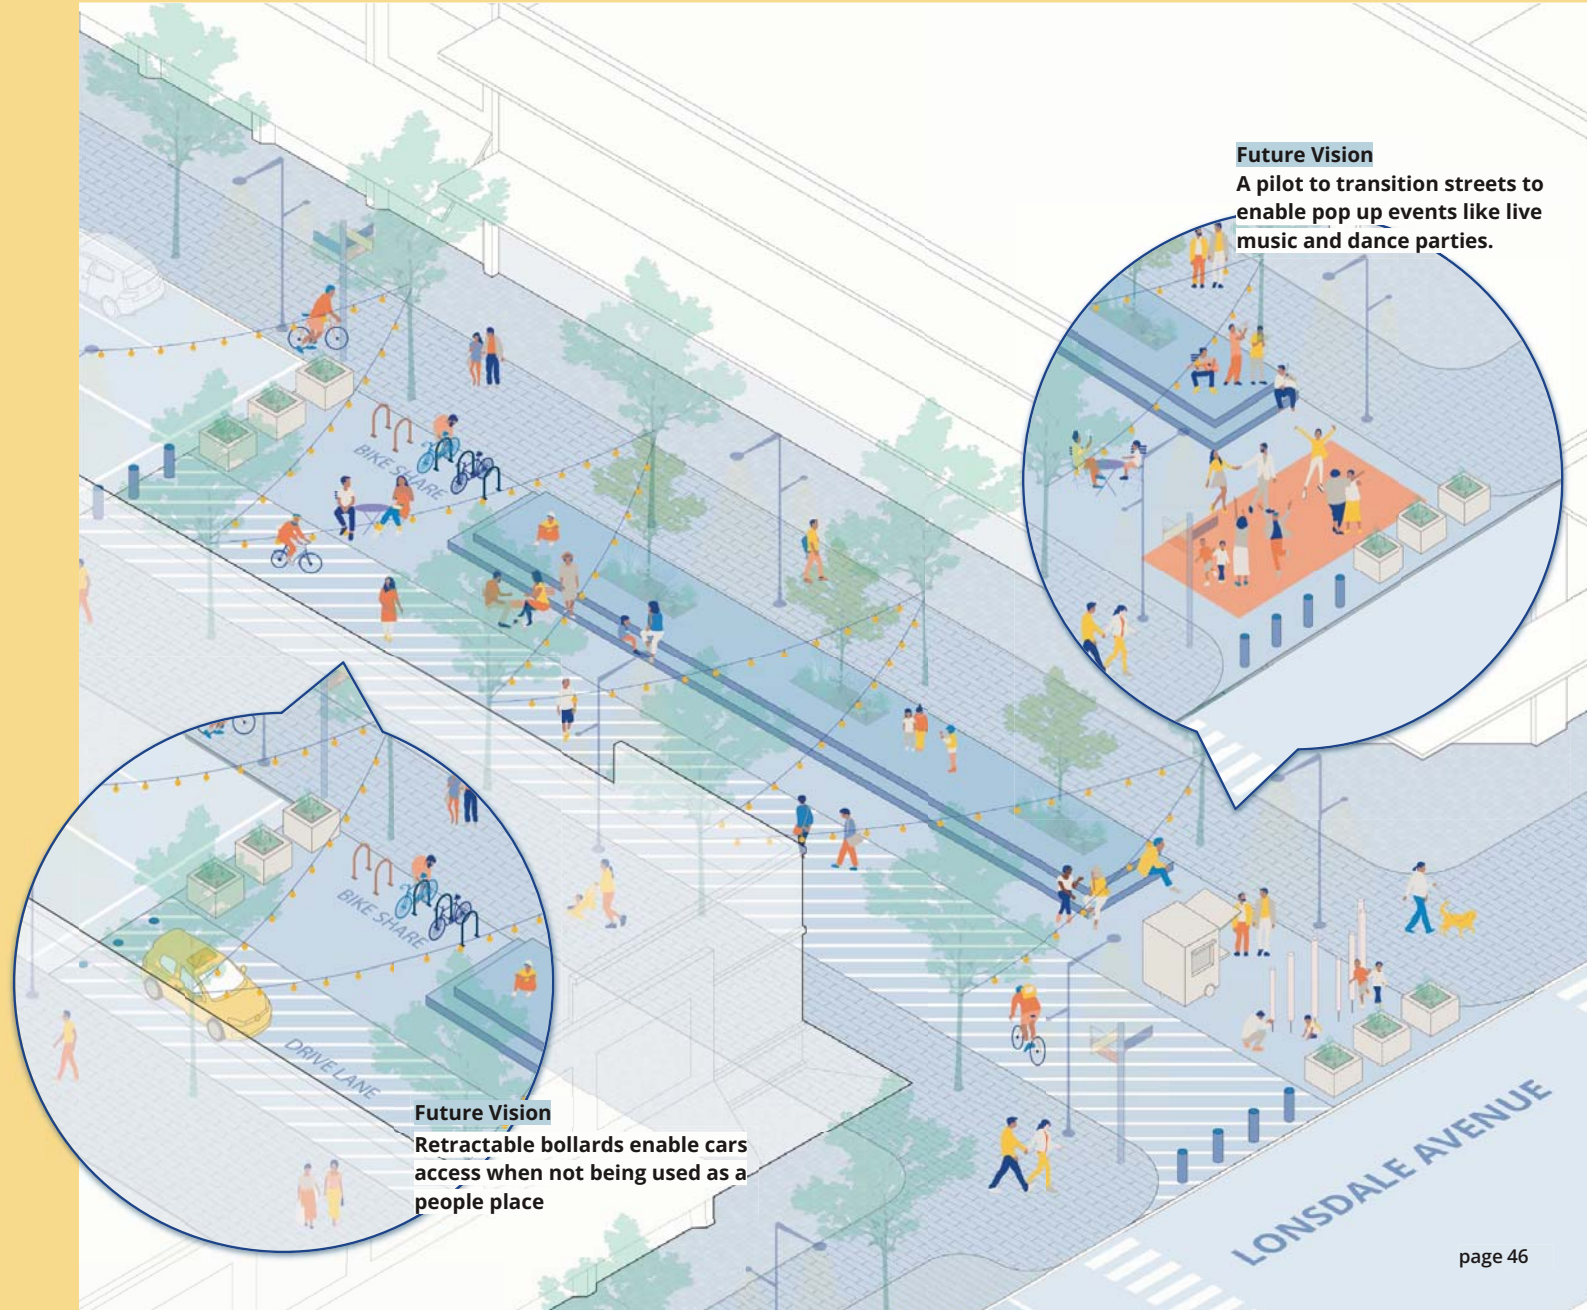 Future Vision
A pilot to transition streets to
enable pop up events like live
music and dance parties.
BIKE SHARE
BIKE SHARE
DRIVE LANE
Future Vision
Retractable bollards enable cars
access when not being used as a
people place
LONSDALE AVENUE
page 46